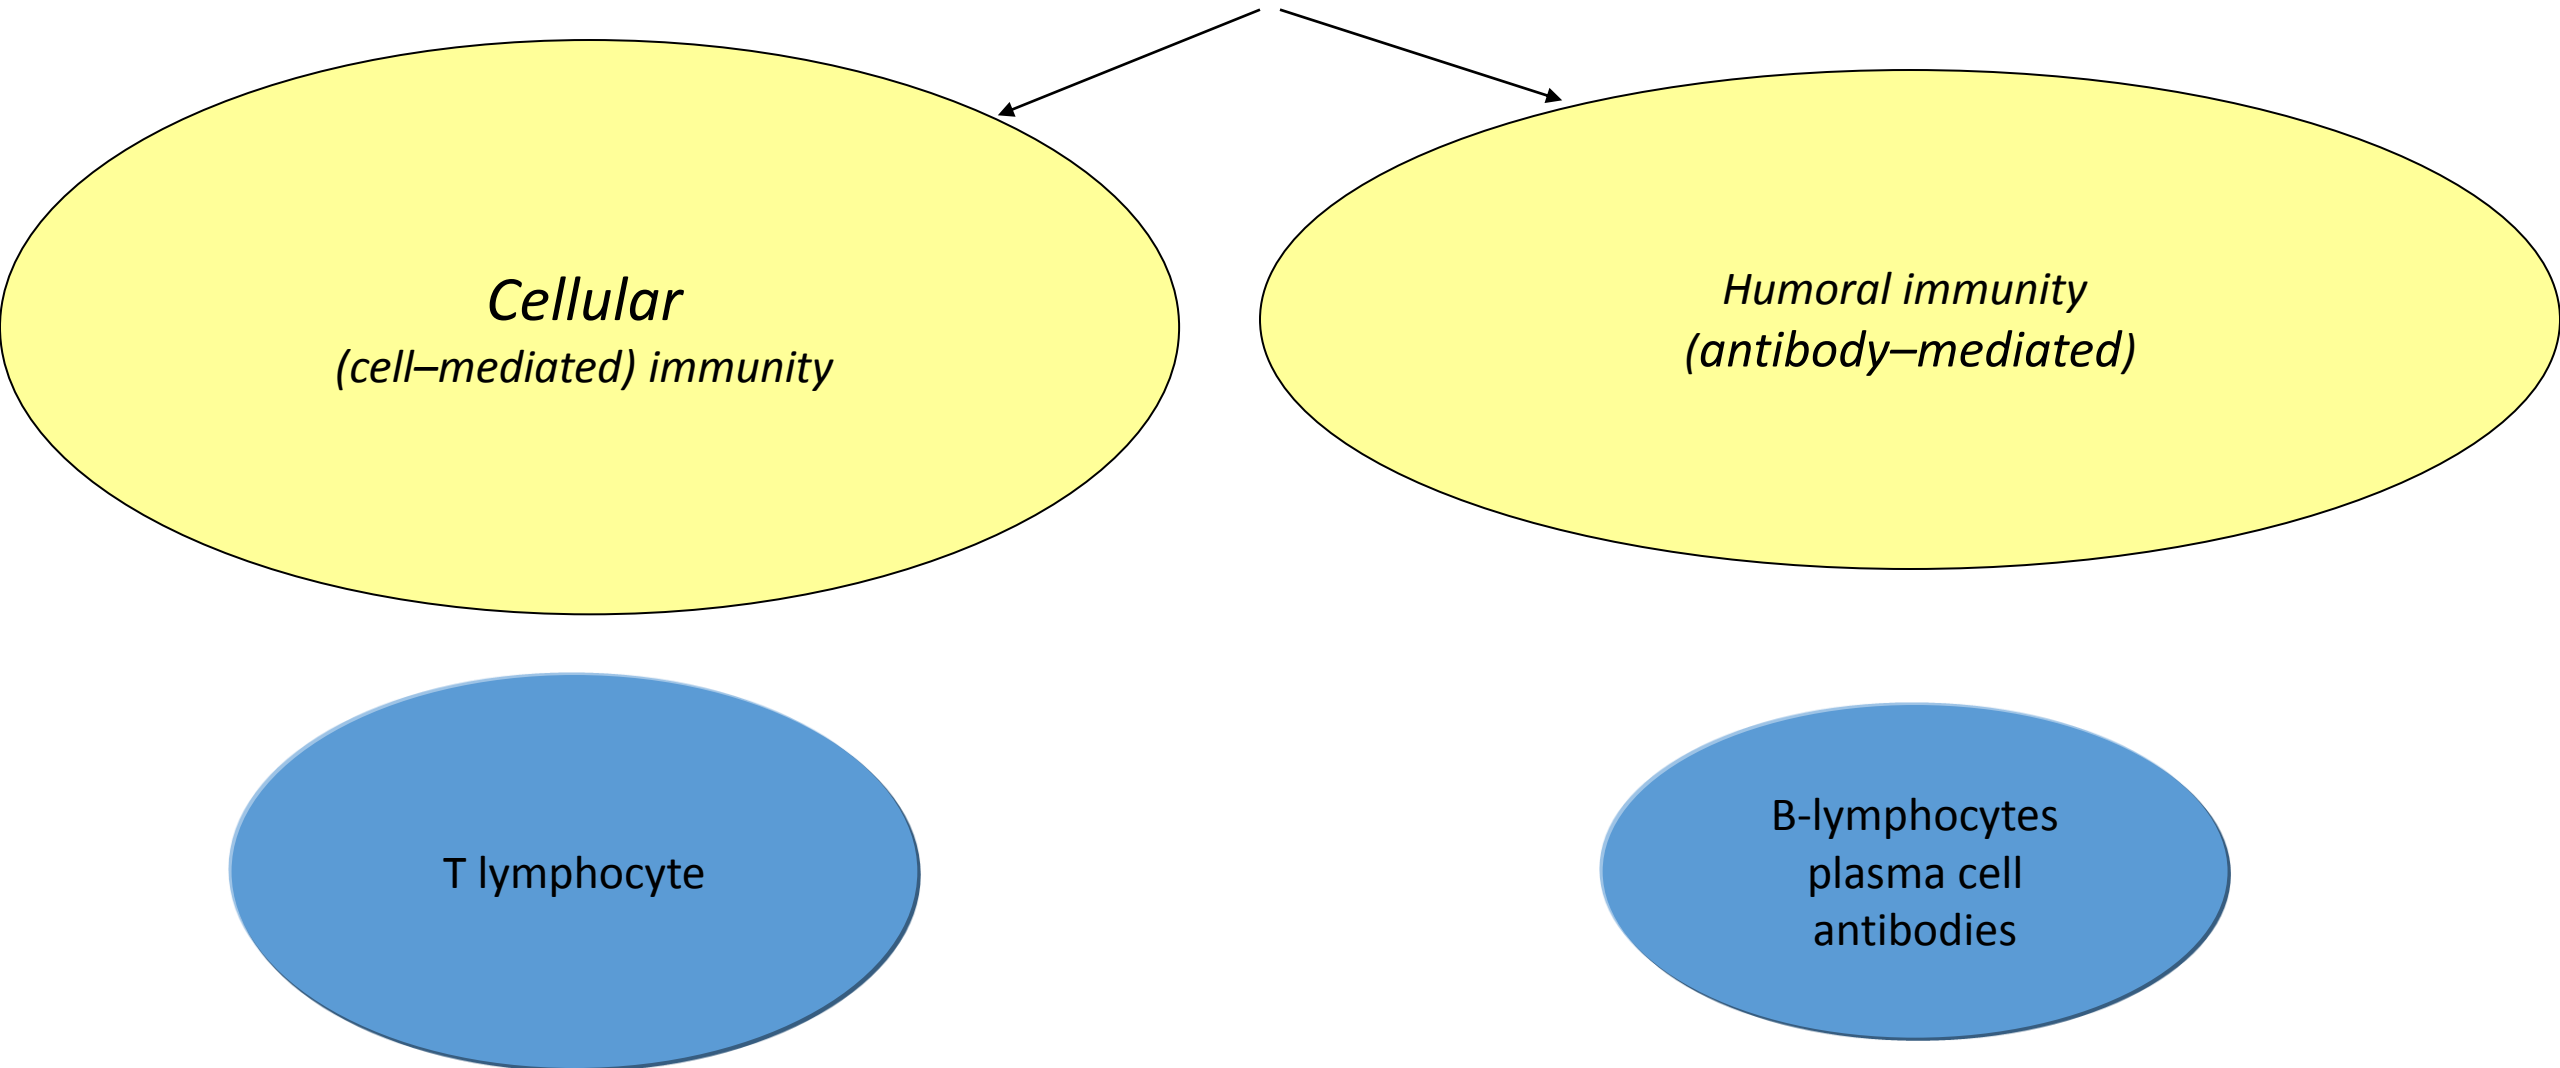 Cellular
(cell–mediated) immunity
Humoral immunity
(antibody–mediated)
T lymphocyte
B-lymphocytes
plasma cell
antibodies